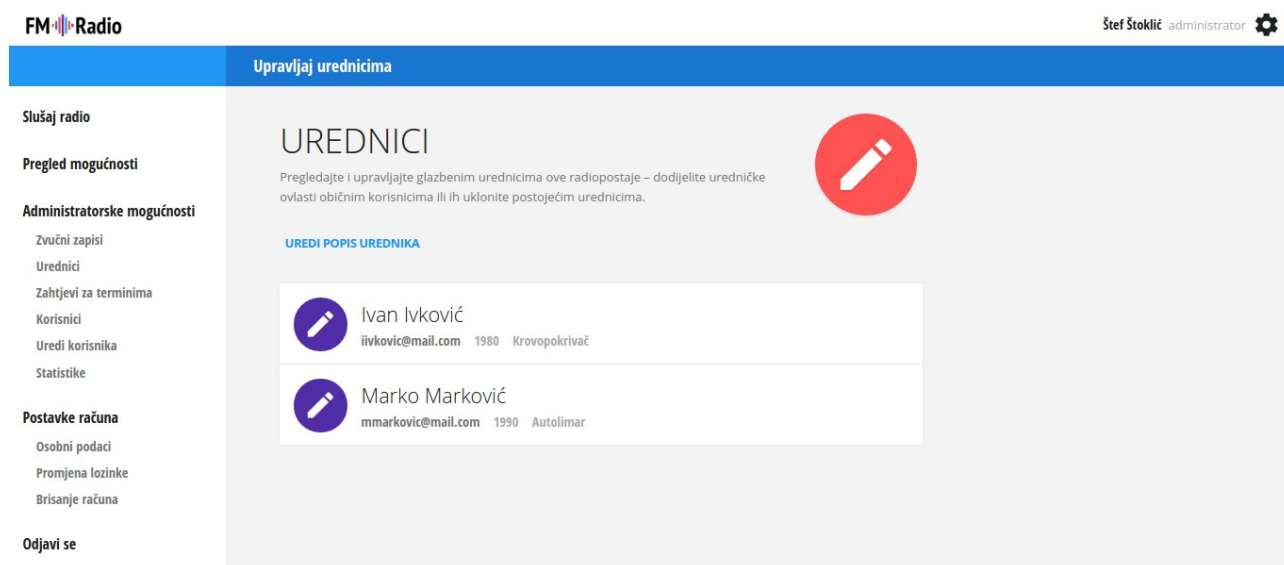 FM Radio
Štef Štoklić administrator
Upravljaj urednicima
Slušaj radio
Pregled mogućnosti
Administratorske mogućnosti
Zvučni zapisi
Urednici
Zahtjevi za terminima
Korisnici
Uredi korisnika
Statistike
Postavke računa
Osobni podaci
Promjena lozinke
Brisanje računa
Odjavi se
UREDNICI
Pregledajte i upravljajte glazbenim urednicima ove radiopostaje – dodijelite uredničke
ovlasti običnim korisnicima ili ih uklonite postojećim urednicima.
UREDI POPIS UREDNIKA
Ivan Ivković
iivkovic@mail.com 1980 Krovopokrivač
Marko Marković
mmarkovic@mail.com 1990 Autolimar